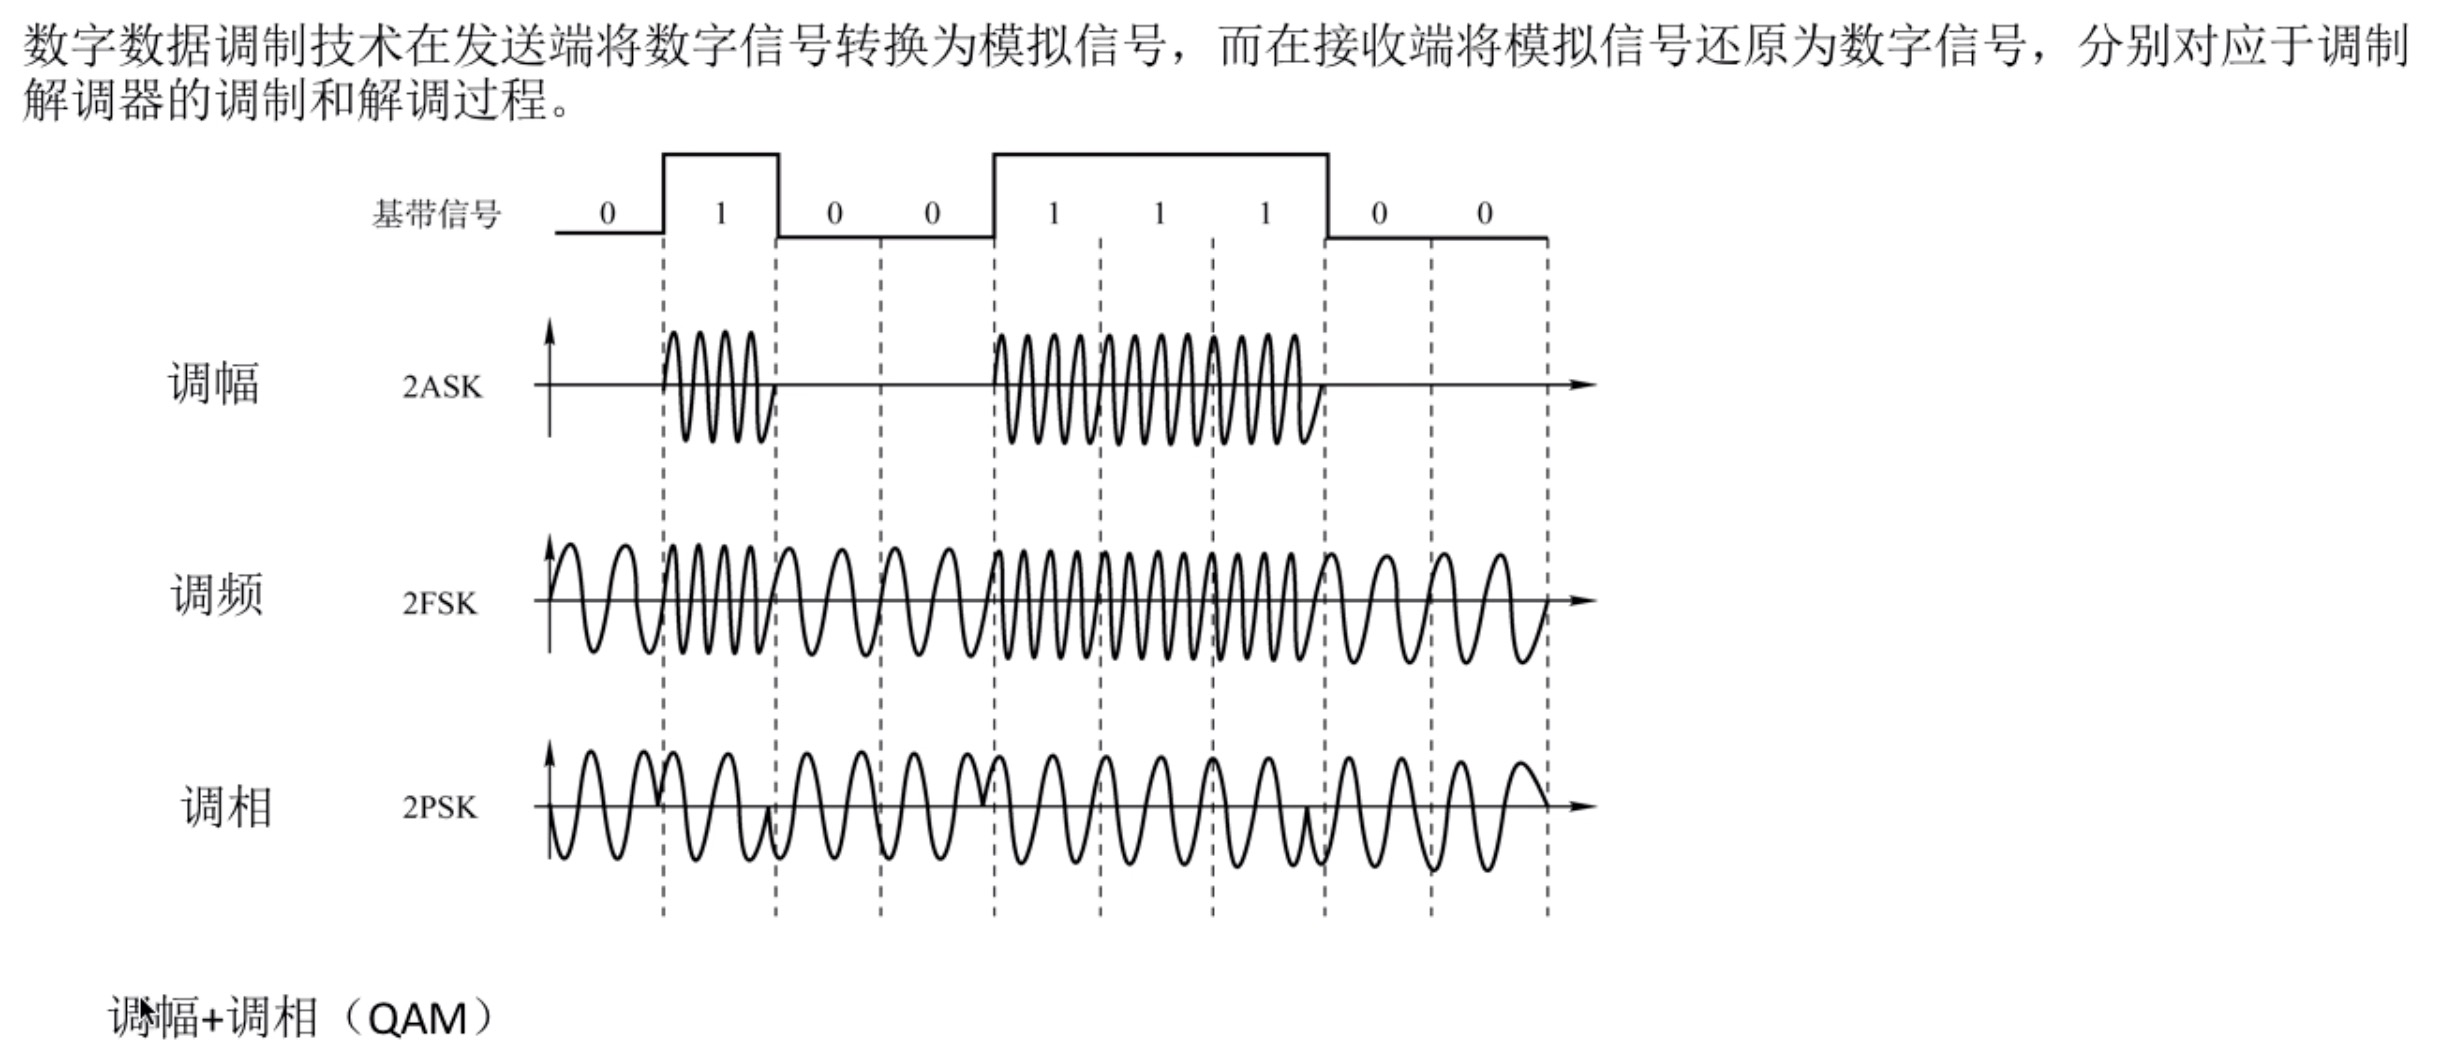 数字数据调制技术在发送端将数字信号转换为模拟信号，而在接收端将模拟信号还原为数字信号，分别对应于调制
解调器的调制和解调过程。
基带信号 0 1 0 0 1 1 1 0 0
调幅 2ASK
调频 2FSK
调相 2PSK
调幅+调相（QAM）